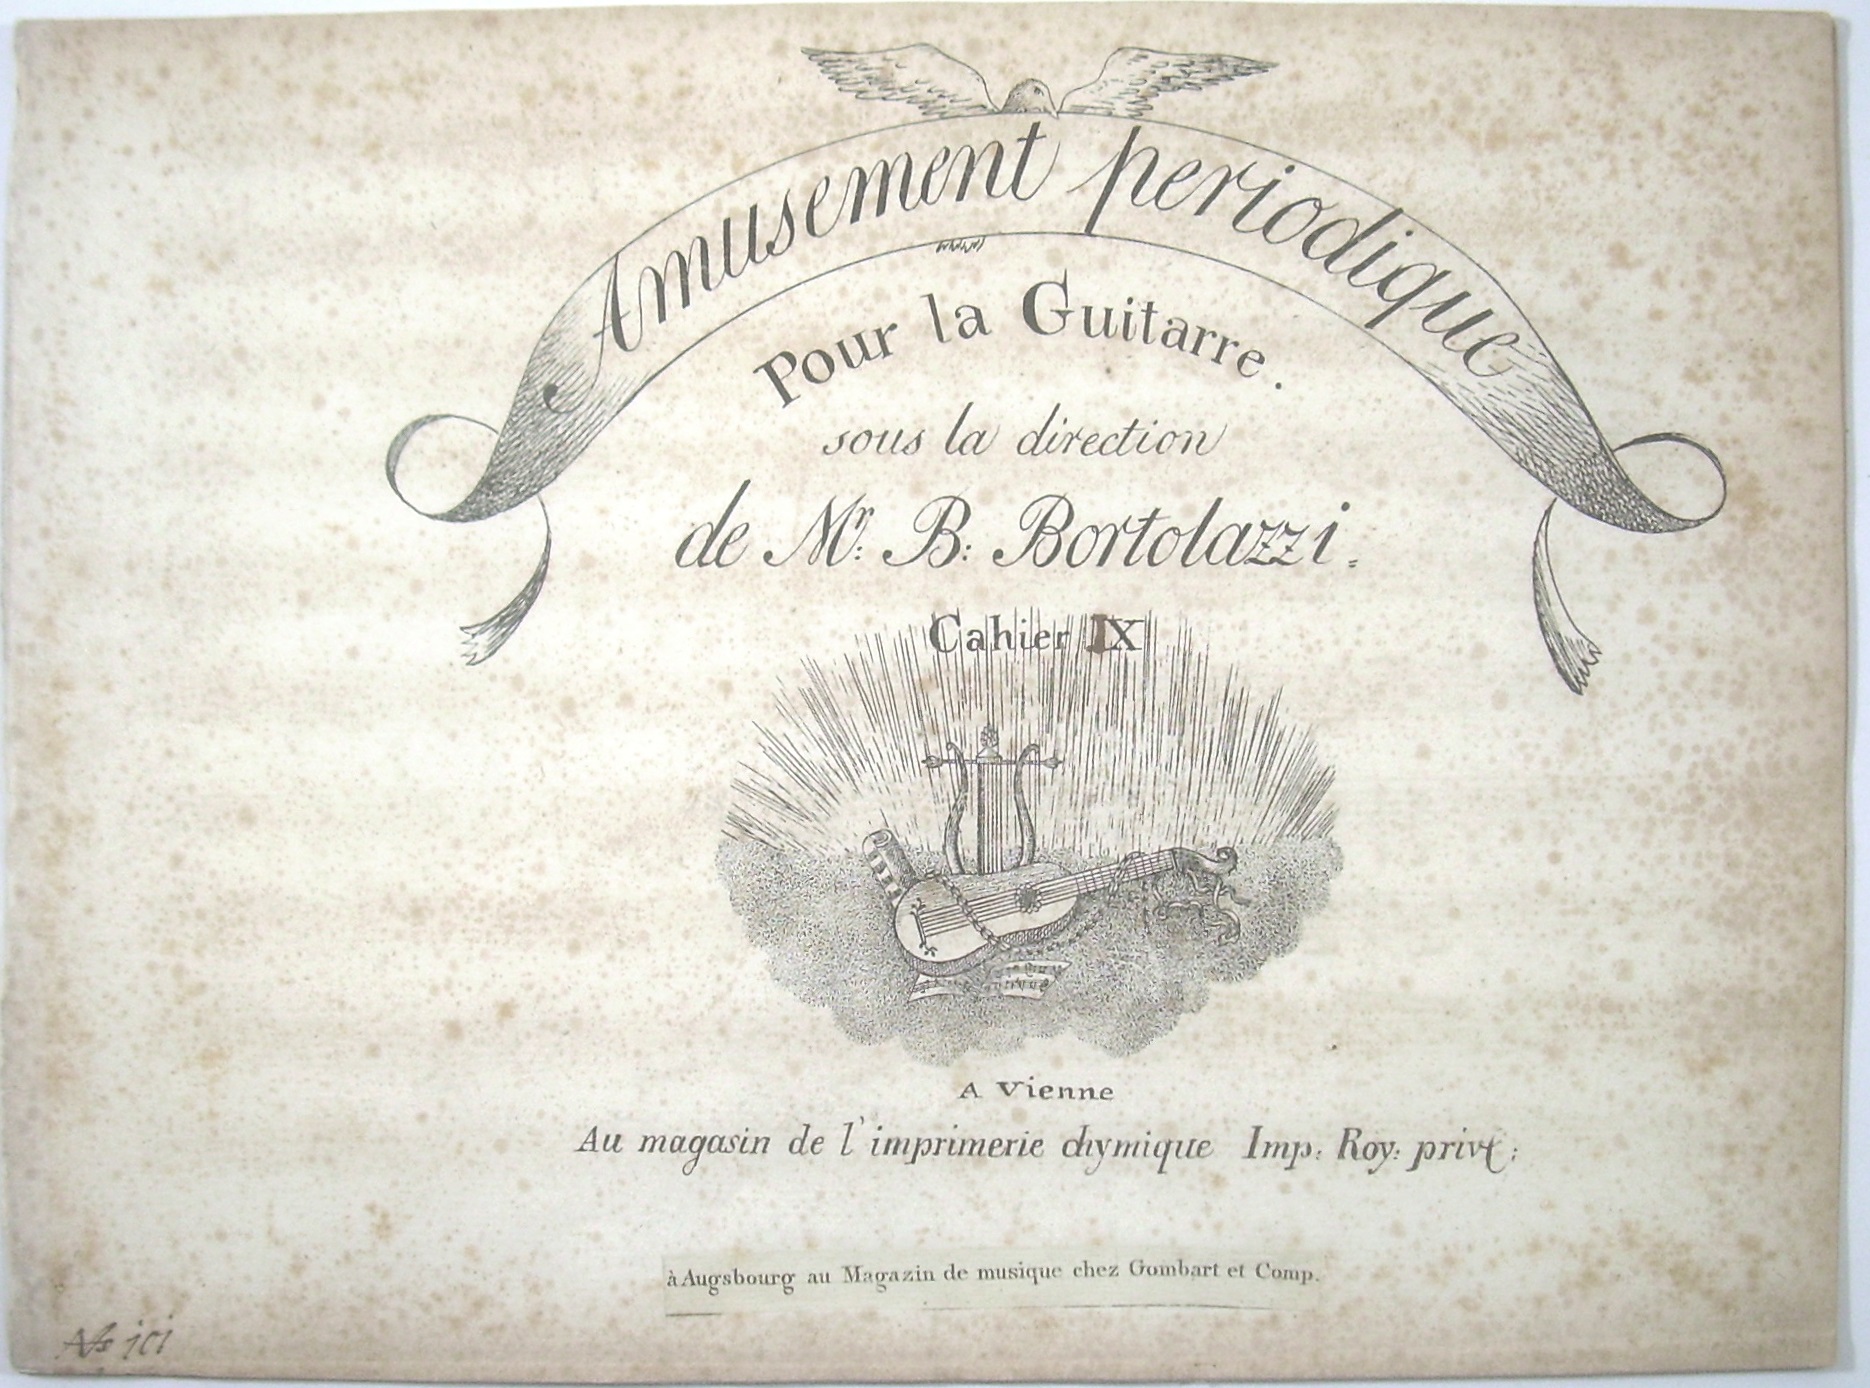 Amusement periodique
Pour la Guitarre.
sous la direction
de Mr: B: Bortolazzi.
Cahier IX
A Vienne
Au magasin de l'imprimerie chymique Imp: Roy: priv:
à Augsbourg au Magazin de musique chez Gombart et Comp.